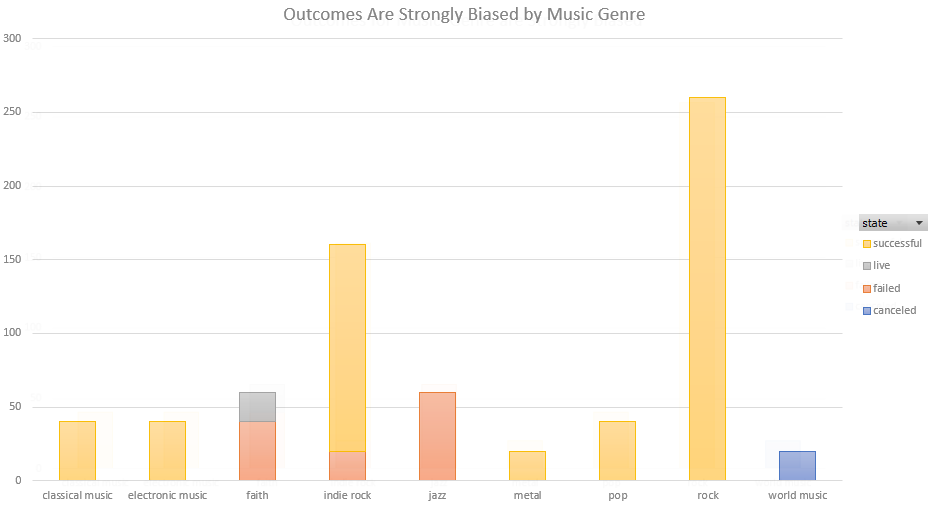 Outcomes Are Strongly Biased by Music Genre
300
250
200
150
100
50
0
classical music electronic music faith indie rock jazz metal pop rock world music
state
successful
live
failed
canceled